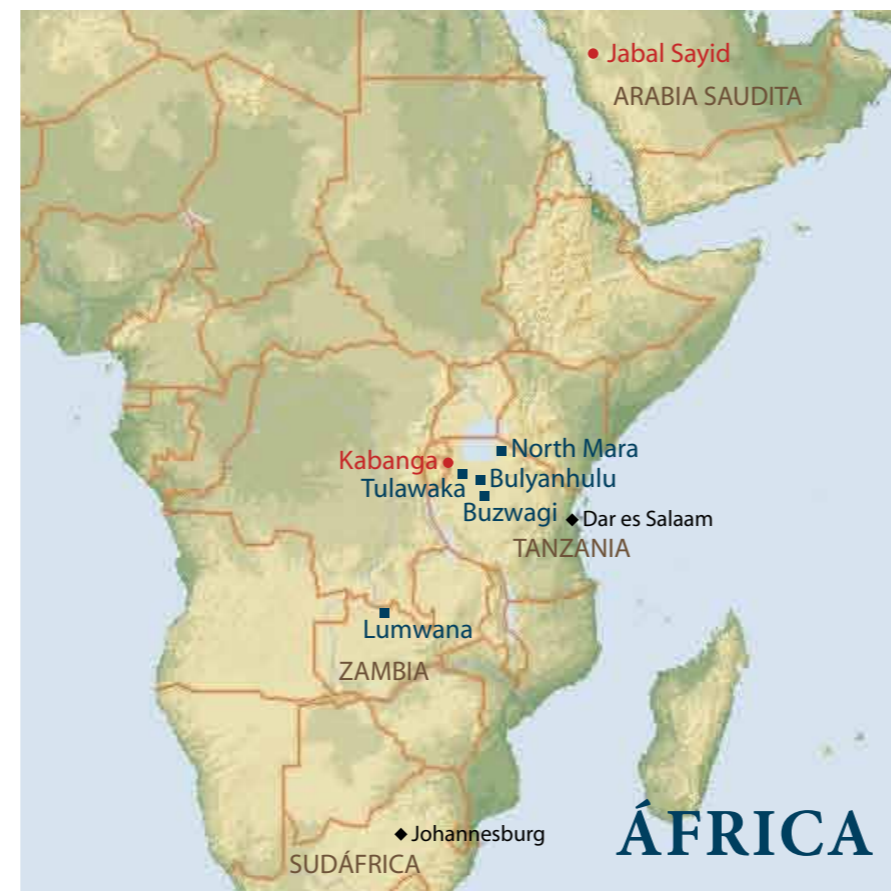 Jabal Sayid
ARABIA SAUDITA
North Mara
Kabanga
Tulawaka
Bulyanhulu
Buzwagi
Dar es Salaam
TANZANIA
Lumwana
ZAMBIA
ÁFRICA
Johannesburg
SUDÁFRICA